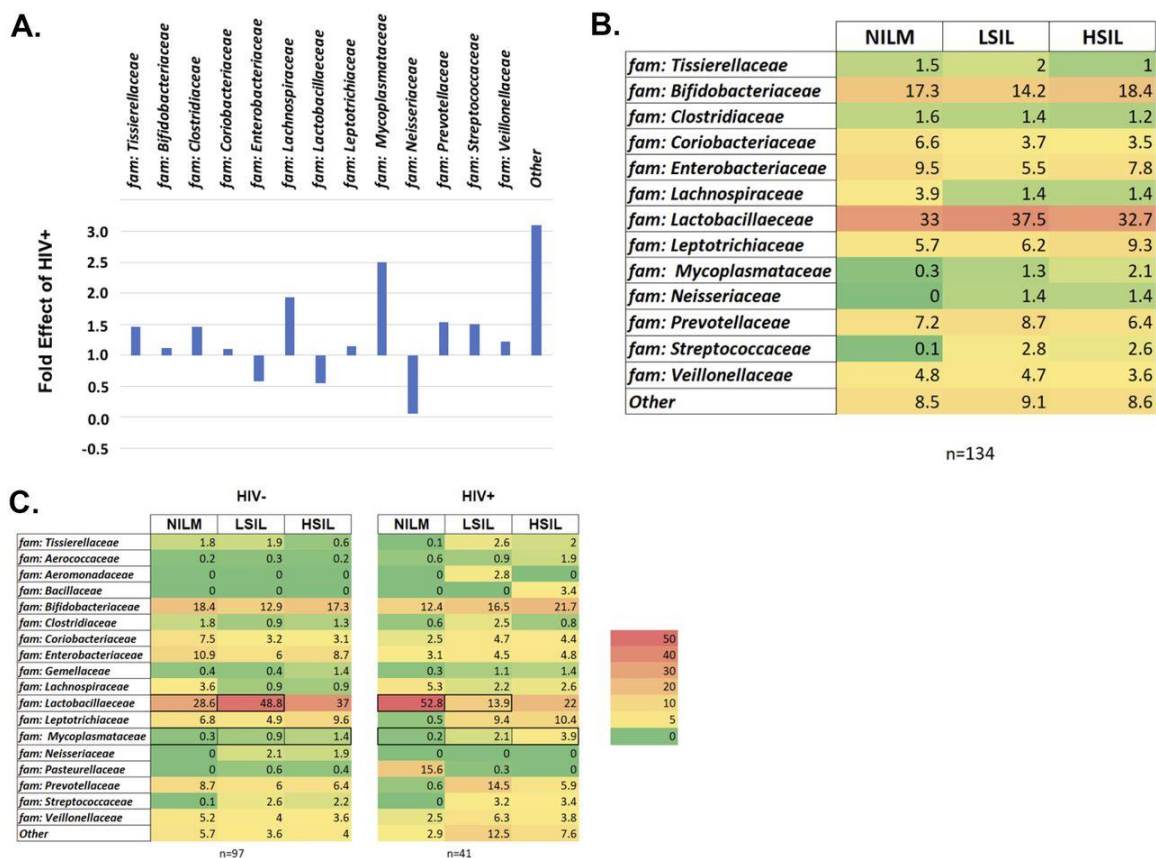 A.
fam: Tissierellaceae
fam: Bifidobacteriaceae
fam: Clostridiaceae
fam: Coriobacteriaceae
fam: Enterobacteriaceae
fam: Lachnospiraceae
fam: Lactobacillaeceae
fam: Leptotrichiaceae
fam: Mycoplasmataceae
fam: Neisseriaceae
fam: Prevotellaceae
fam: Streptococcaceae
fam: Veillonellaceae
Other
Fold Effect of HIV+
3.0
2.5
2.0
1.5
1.0
0.5
0.0
-0.5
B.
NILM LSIL HSIL
fam: Tissierellaceae 1.5 2 1
fam: Bifidobacteriaceae 17.3 14.2 18.4
fam: Clostridiaceae 1.6 1.4 1.2
fam: Coriobacteriaceae 6.6 3.7 3.5
fam: Enterobacteriaceae 9.5 5.5 7.8
fam: Lachnospiraceae 3.9 1.4 1.4
fam: Lactobacillaeceae 33 37.5 32.7
fam: Leptotrichiaceae 5.7 6.2 9.3
fam: Mycoplasmataceae 0.3 1.3 2.1
fam: Neisseriaceae 0 1.4 1.4
fam: Prevotellaceae 7.2 8.7 6.4
fam: Streptococcaceae 0.1 2.8 2.6
fam: Veillonellaceae 4.8 4.7 3.6
Other 8.5 9.1 8.6
n=134
C.
HIV- HIV+
NILM LSIL HSIL NILM LSIL HSIL
fam: Tissierellaceae 1.8 1.9 0.6 0.1 2.6 2
fam: Aerococcaceae 0.2 0.3 0.2 0.6 0.9 1.9
fam: Aeromonadaceae 0 0 0 0 2.8 0
fam: Bacillaceae 0 0 0 0 0 3.4
fam: Bifidobacteriaceae 18.4 12.9 17.3 12.4 16.5 21.7
fam: Clostridiaceae 1.8 0.9 1.3 0.6 2.5 0.8
fam: Coriobacteriaceae 7.5 3.2 3.1 2.5 4.7 4.4
fam: Enterobacteriaceae 10.9 6 8.7 3.1 4.5 4.8
fam: Gemellaceae 0.4 0.4 1.4 0.3 1.1 1.4
fam: Lachnospiraceae 3.6 0.9 0.9 5.3 2.2 2.6
fam: Lactobacillaeceae 28.6 48.8 37 52.8 13.9 22
fam: Leptotrichiaceae 6.8 4.9 9.6 0.5 9.4 10.4
fam: Mycoplasmataceae 0.3 0.9 1.4 0.2 2.1 3.9
fam: Neisseriaceae 0 2.1 1.9 0 0 0
fam: Pasteurellaceae 0 0.6 0.4 15.6 0.3 0
fam: Prevotellaceae 8.7 6 6.4 0.6 14.5 5.9
fam: Streptococcaceae 0.1 2.6 2.2 0 3.2 3.4
fam: Veillonellaceae 5.2 4 3.6 2.5 6.3 3.8
Other 5.7 3.6 4 2.9 12.5 7.6
n=97 n=41
50
40
30
20
10
5
0